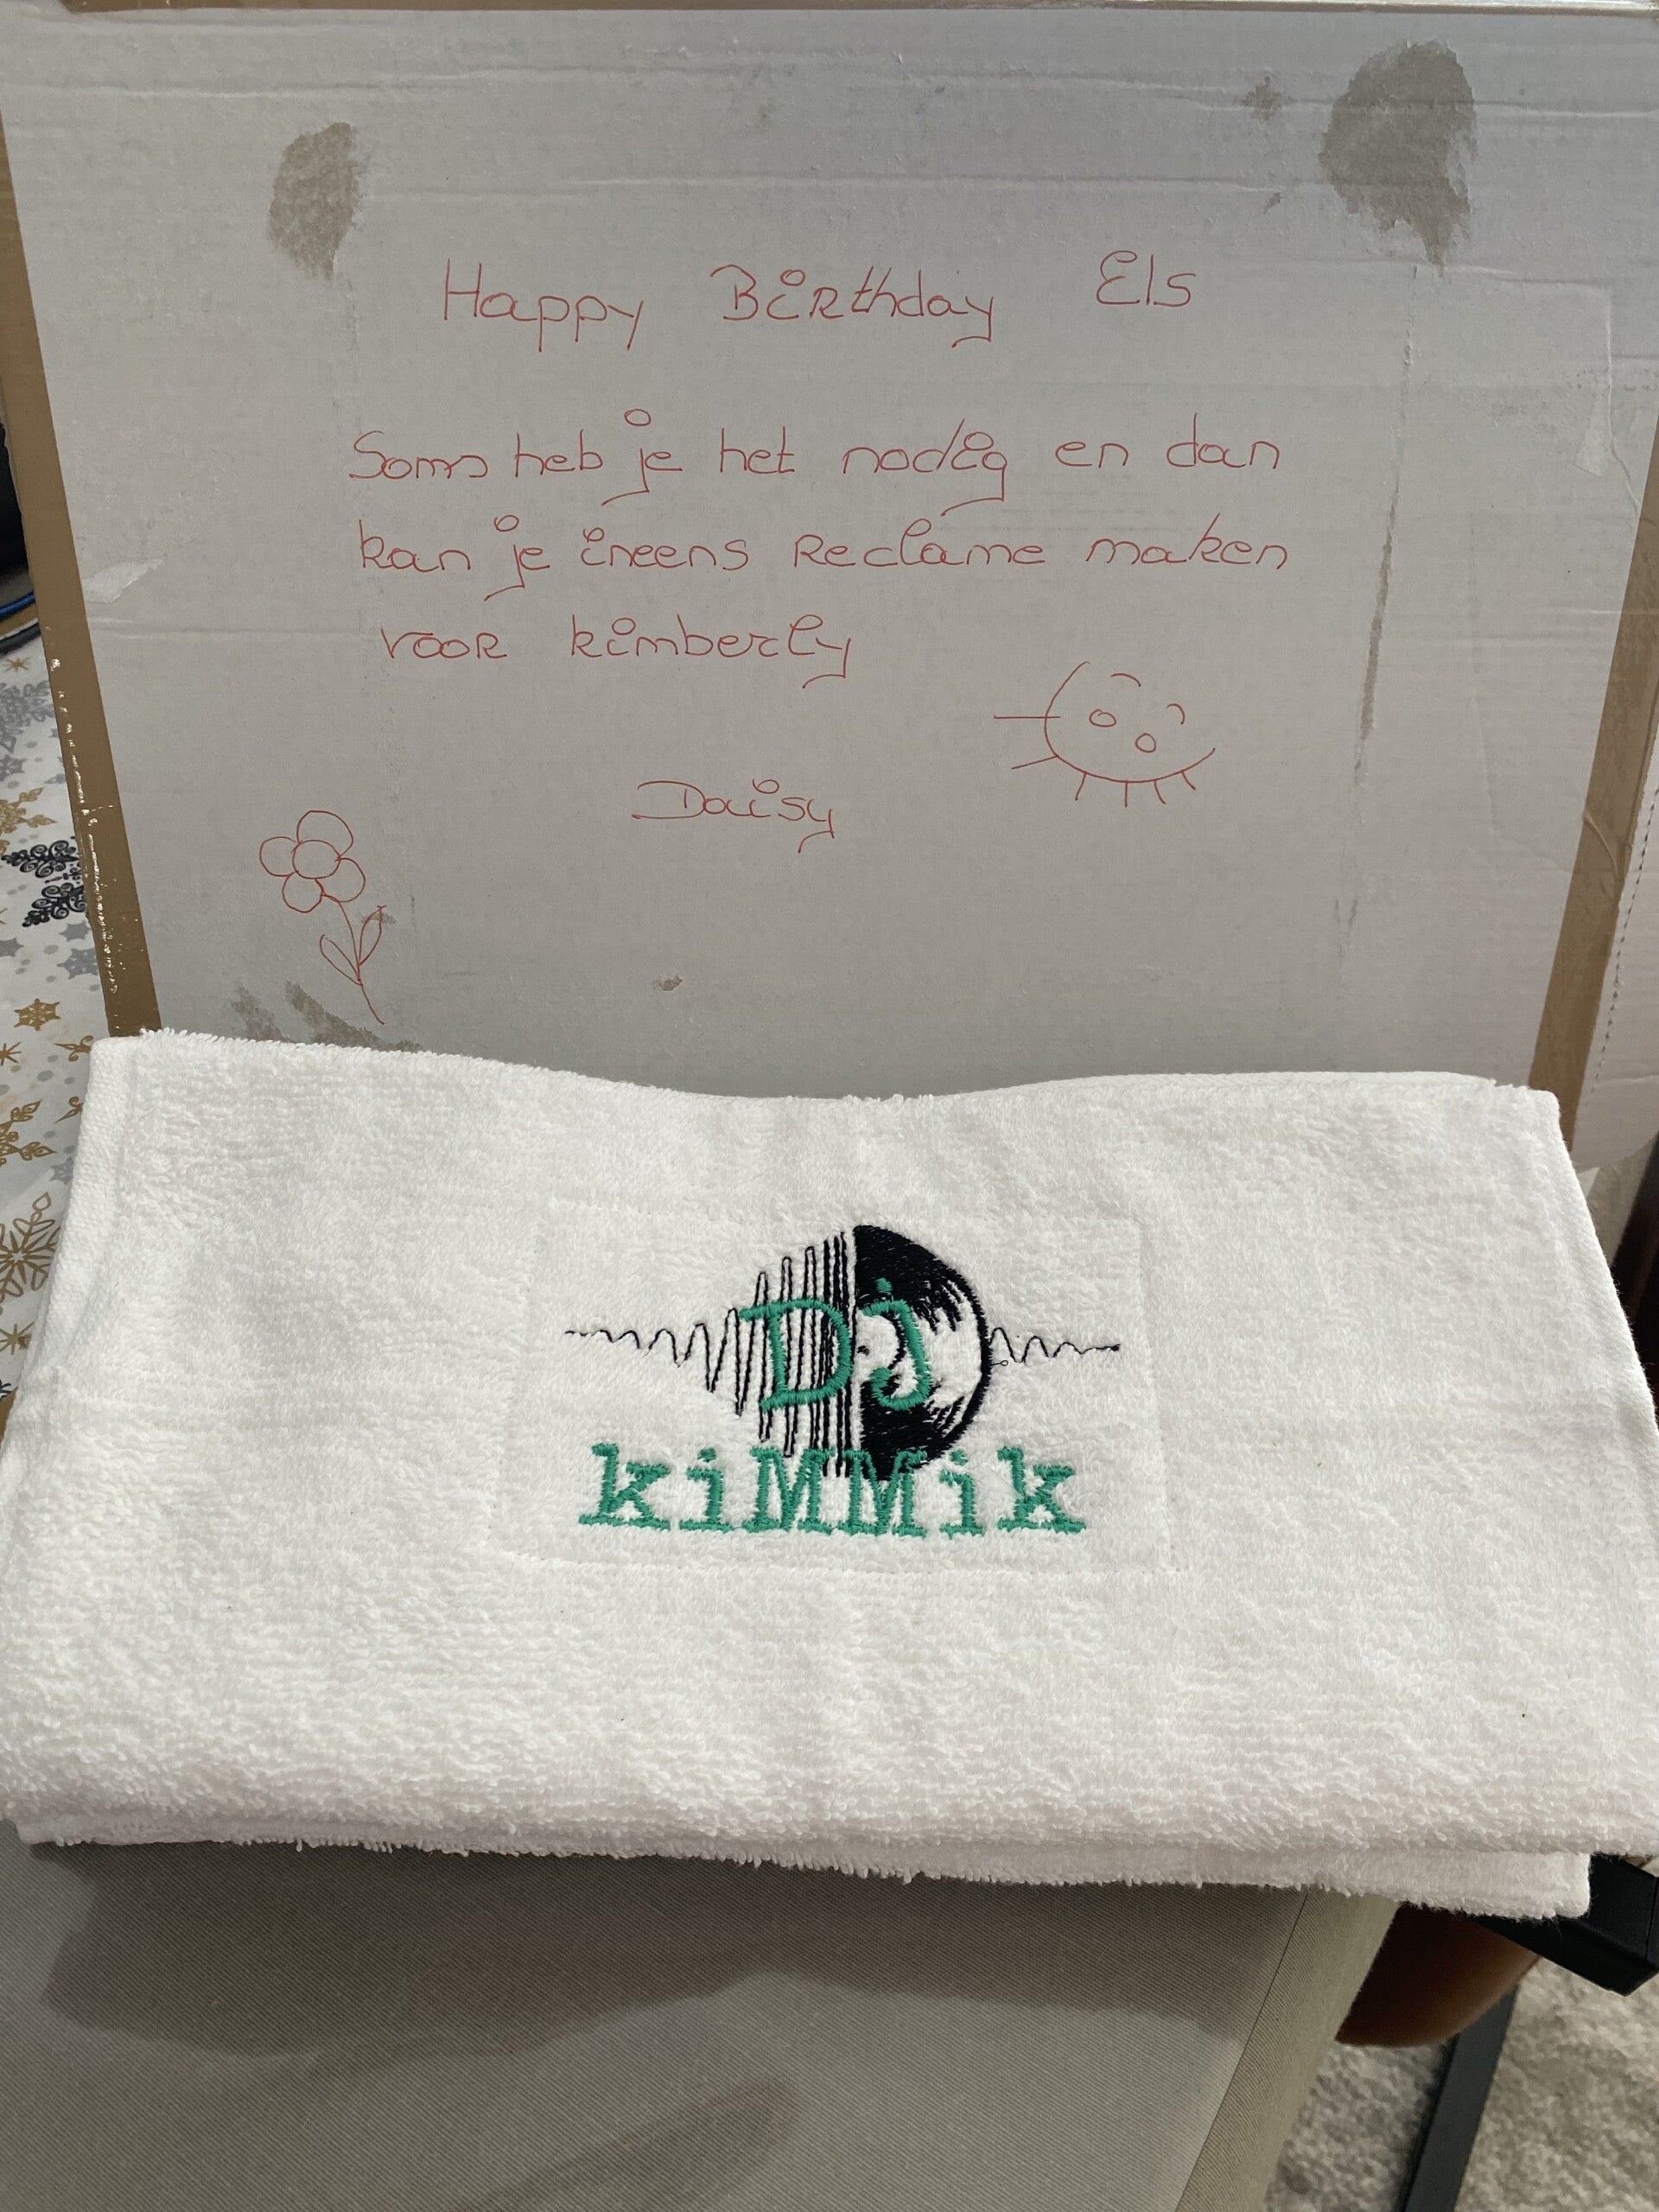 Happy Birthday Els
Soms heb je het nodig en dan
kan je ineens Reclame maken
voor kimberly
Daisy
Dj
kiMMik